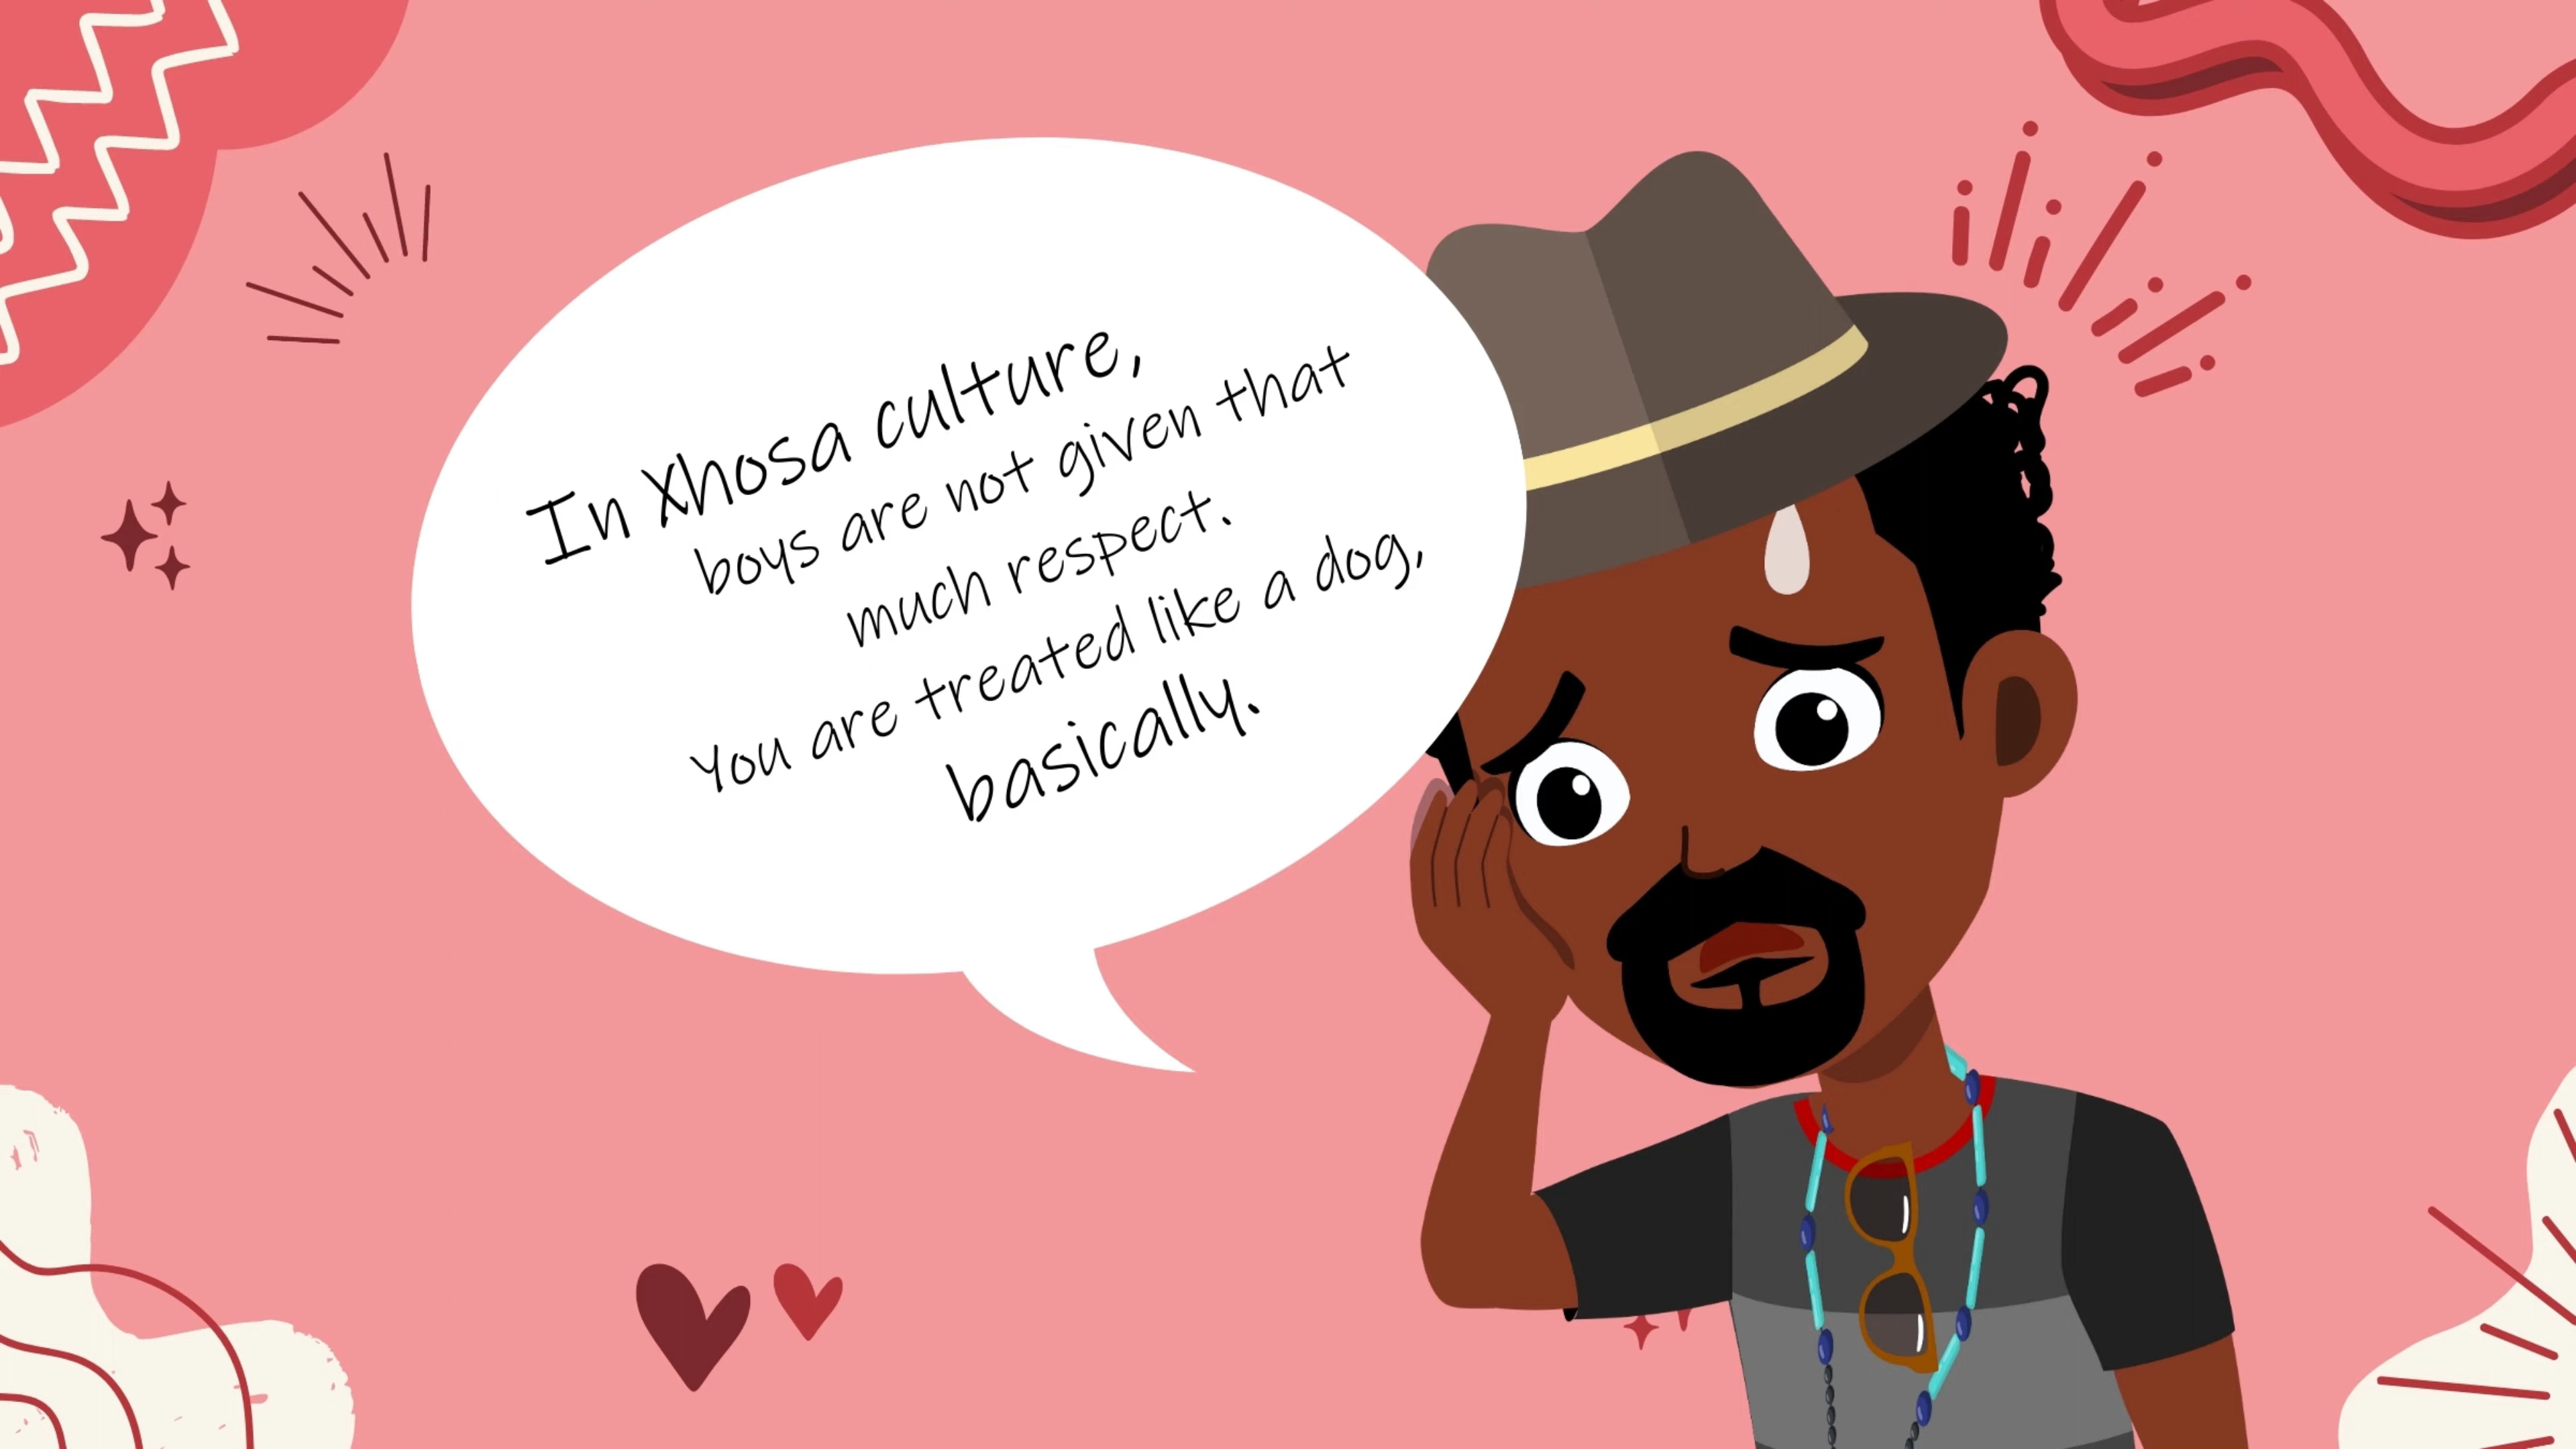 In Xhosa culture,
boys are not given that
much respect.
You are treated like a dog,
basically.